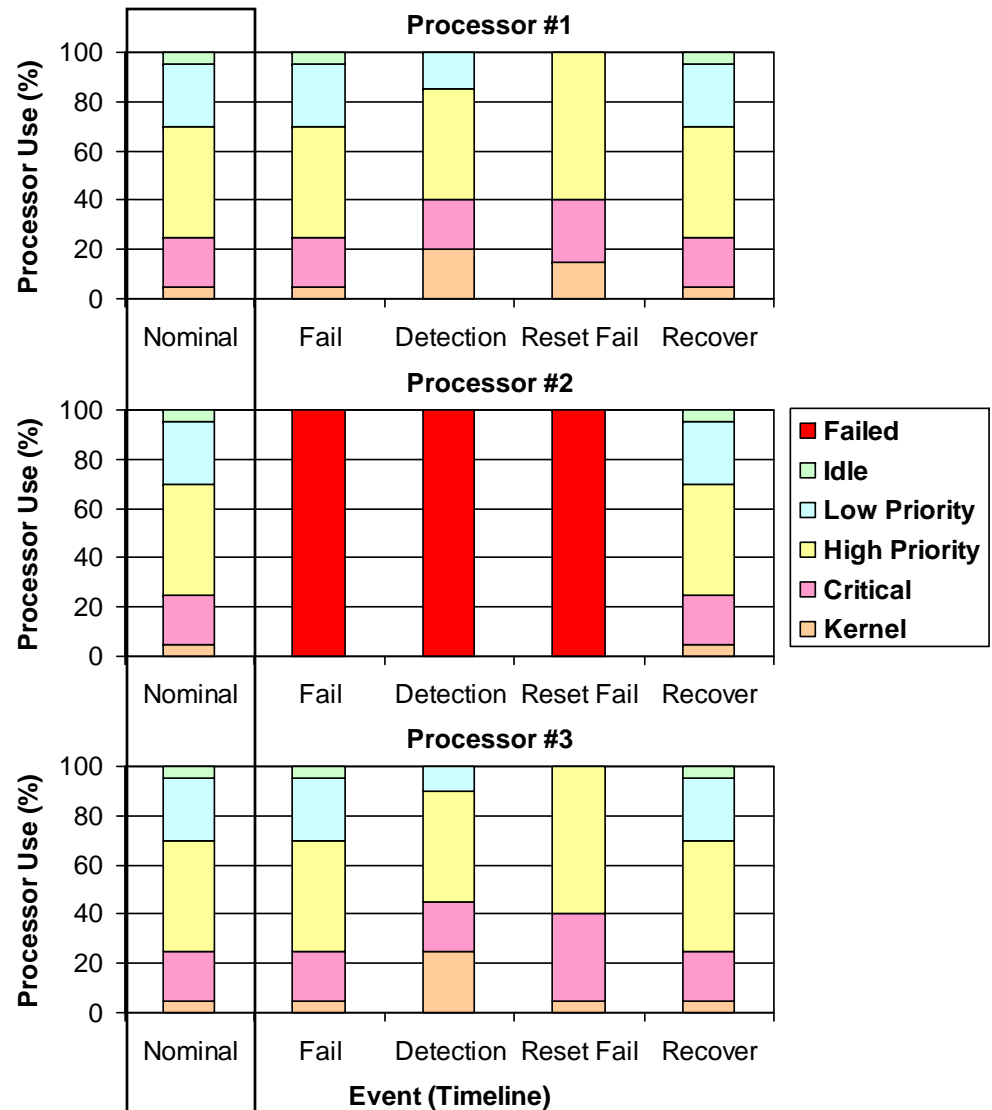 Processor #1
Processor Use (%)
100
80
60
40
20
0
Nominal Fail Detection Reset Fail Recover
Processor #2
Processor Use (%)
100
80
60
40
20
0
Nominal Fail Detection Reset Fail Recover
Failed
Idle
Low Priority
High Priority
Critical
Kernel
Processor #3
Processor Use (%)
100
80
60
40
20
0
Nominal Fail Detection Reset Fail Recover
Event (Timeline)